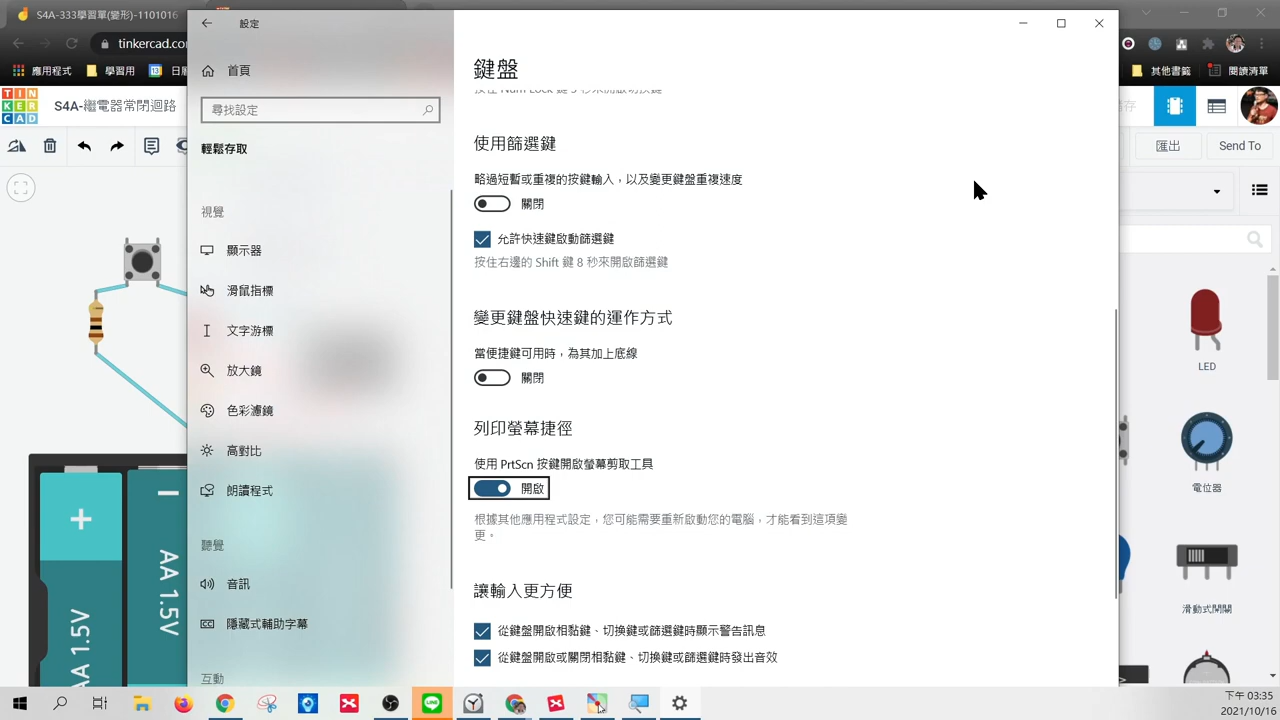 S4A-333學習單(變形)-1101016
tinkercad.co
應用程式
學習用
其他書籤
閱讀清單
TIN
KER
CAD
S4A-繼電器常閉迴路
匯出
Send To
LED
電位器
滑動式開關
AA 1.5V
設定
首頁
尋找設定
輕鬆存取
視覺
顯示器
滑鼠指標
文字游標
放大鏡
色彩濾鏡
高對比
朗讀程式
聽覺
音訊
隱藏式輔助字幕
互動
鍵盤
使用篩選鍵
略過短暫或重複的按鍵輸入，以及變更鍵盤重複速度
關閉
允許快速鍵啟動篩選鍵
按住右邊的 Shift 鍵 8 秒來開啟篩選鍵
變更鍵盤快速鍵的運作方式
當便捷鍵可用時，為其加上底線
關閉
列印螢幕捷徑
使用 PrtScn 按鍵開啟螢幕剪取工具
開啟
根據其他應用程式設定，您可能需要重新啟動您的電腦，才能看到這項變
更。
讓輸入更方便
從鍵盤開啟相黏鍵、切換鍵或篩選鍵時顯示警告訊息
從鍵盤開啟或關閉相黏鍵、切換鍵或篩選鍵時發出音效
LINE
下午 03:35
2021/10/16